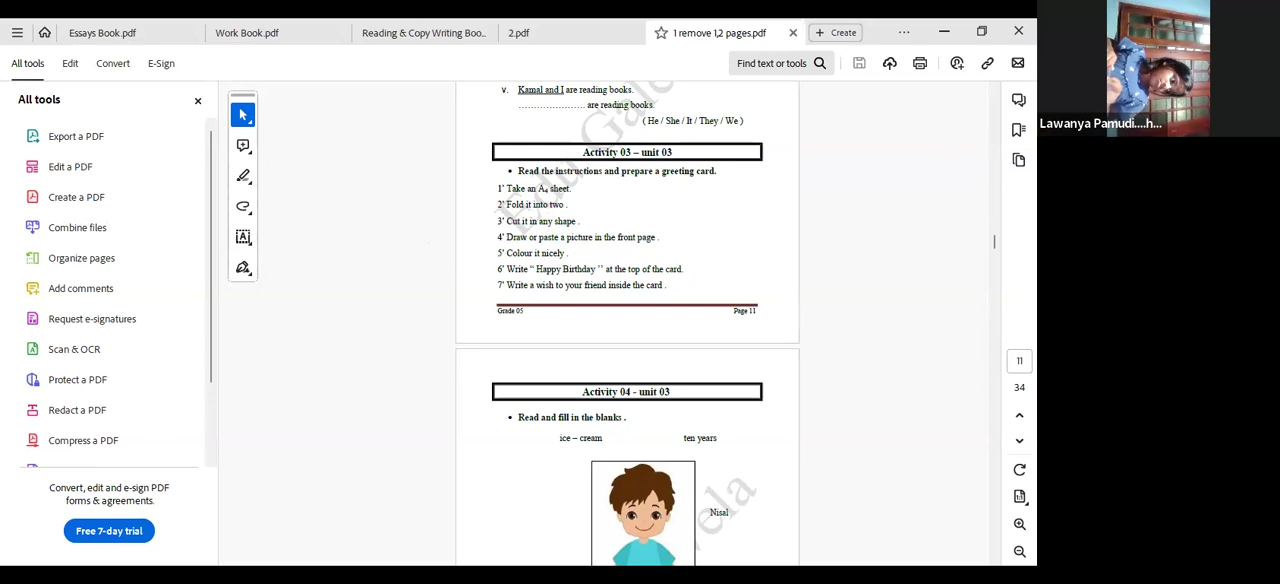 Essays Book.pdf
Work Book.pdf
Reading & Copy Writing Boo...
2.pdf
1 remove 1,2 pages.pdf
Create
All tools
Edit
Convert
E-Sign
Find text or tools
All tools
Export a PDF
Edit a PDF
Create a PDF
Combine files
Organize pages
Add comments
Request e-signatures
Scan & OCR
Protect a PDF
Redact a PDF
Compress a PDF
Convert, edit and e-sign PDF
forms & agreements.
Free 7-day trial
v. Kamal and I are reading books.
........................ are reading books.
( He / She / It / They / We )
Activity 03 – unit 03
• Read the instructions and prepare a greeting card.
1' Take an A4 sheet.
2' Fold it into two .
3' Cut it in any shape .
4' Draw or paste a picture in the front page .
5' Colour it nicely .
6' Write “ Happy Birthday ’’ at the top of the card.
7' Write a wish to your friend inside the card .
Grade 05
Page 11
Activity 04 - unit 03
• Read and fill in the blanks .
ice – cream
ten years
Nisal
11
34
Lawanya Pamudi....h...